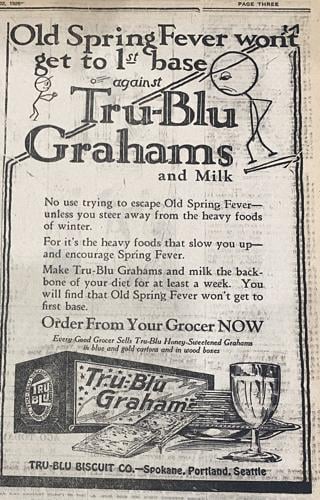 PAGE THREE
Old Spring Fever won't
get to 1st base
against
Tru-Blu
Grahams
and Milk
No use trying to escape Old Spring Fever—
unless you steer away from the heavy foods
of winter.
For it's the heavy foods that slow you up—
and encourage Spring Fever.
Make Tru-Blu Grahams and milk the back-
bone of your diet for at least a week. You
will find that Old Spring Fever won't get to
first base.
Order From Your Grocer NOW
Every Good Grocer Sells Tru-Blu Honey-Sweetened Grahams
in blue and gold cartons and in wood boxes
TRU
BLU
Tru-Blu
Grahams
TRU-BLU BISCUIT CO.—Spokane, Portland, Seattle